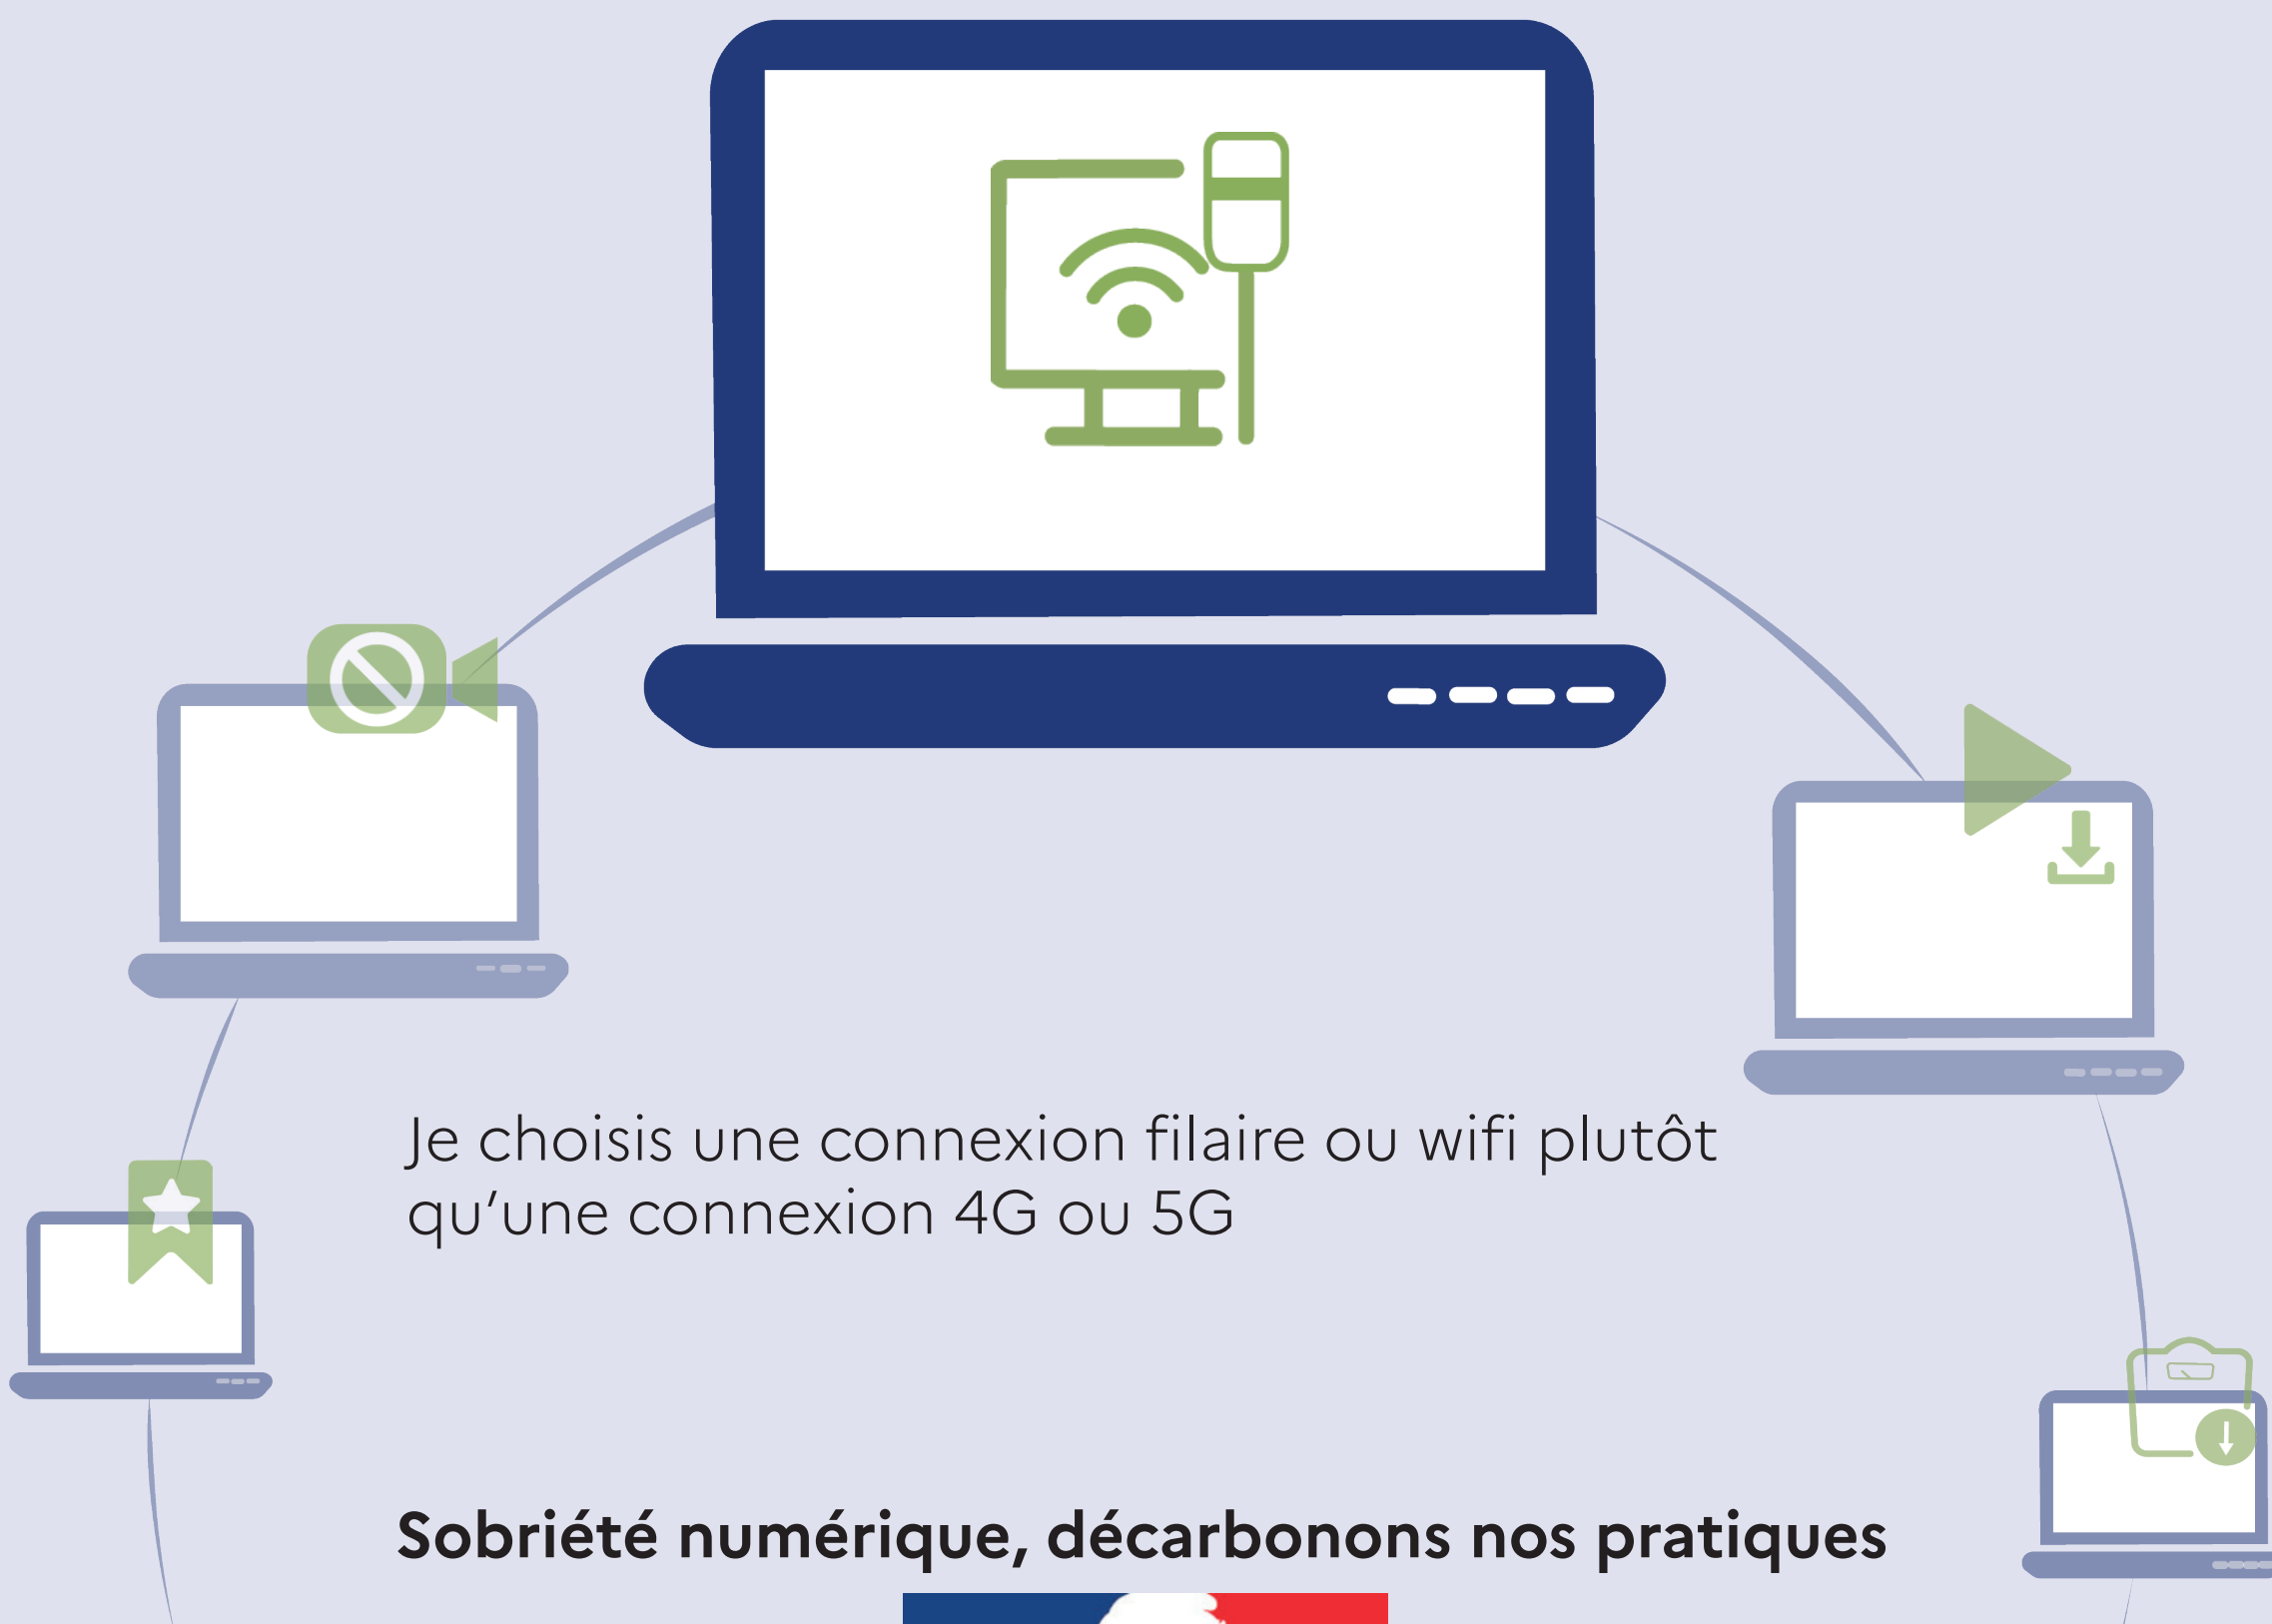 Je choisis une connexion filaire ou wifi plutôt
qu'une connexion 4G ou 5G
Sobriété numérique, décarbonons nos pratiques